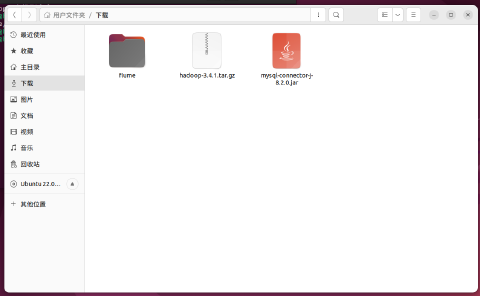 用户文件夹 / 下载
最近使用
收藏
主目录
下载
图片
文档
视频
音乐
回收站
Ubuntu 22.0...
其他位置
flume
hadoop-3.4.1.tar.gz
mysql-connector-j-
8.2.0.jar